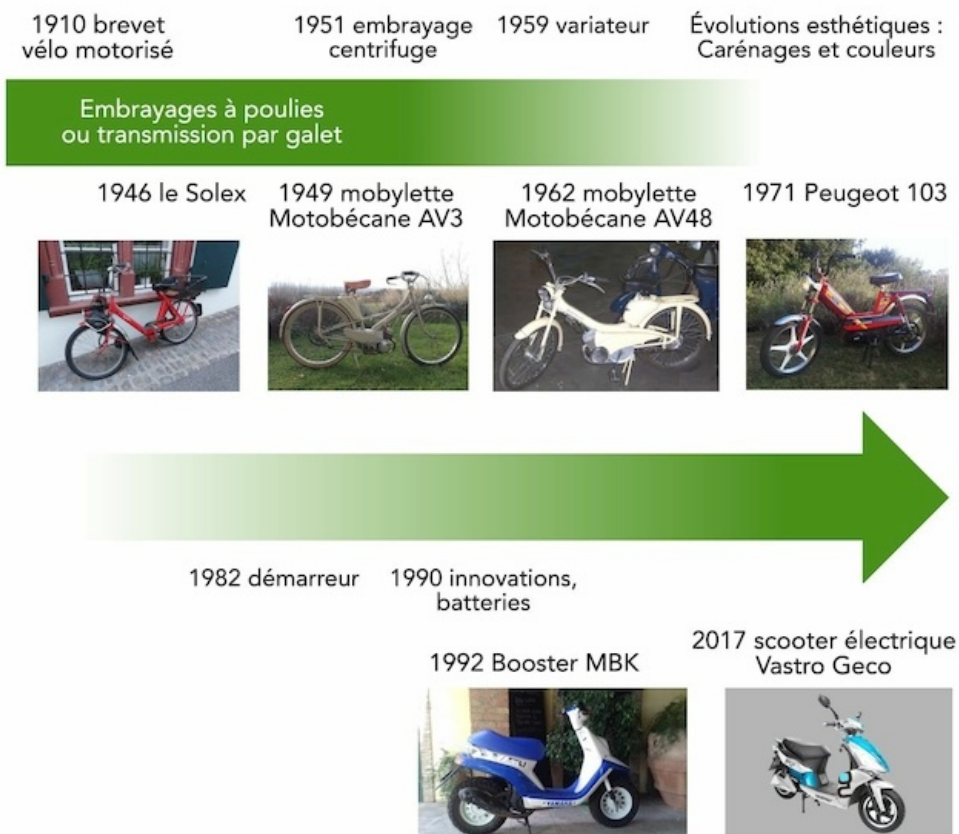 1910 brevet
vélo motorisé
1951 embrayage
centrifuge
1959 variateur
Évolutions esthétiques :
Carénages et couleurs
Embrayages à poulies
ou transmission par galet
1946 le Solex
1949 mobylette
Motobécane AV3
1962 mobylette
Motobécane AV48
1971 Peugeot 103
1982 démarreur
1990 innovations,
batteries
1992 Booster MBK
2017 scooter électrique
Vastro Geco
YAMAHA